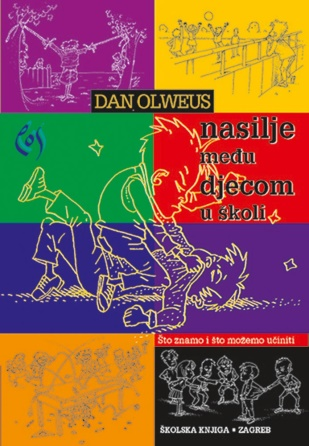 DAN OLWEUS
nasilje
među
djecom
u školi
Što znamo i što možemo učiniti
ŠKOLSKA KNJIGA • ZAGREB